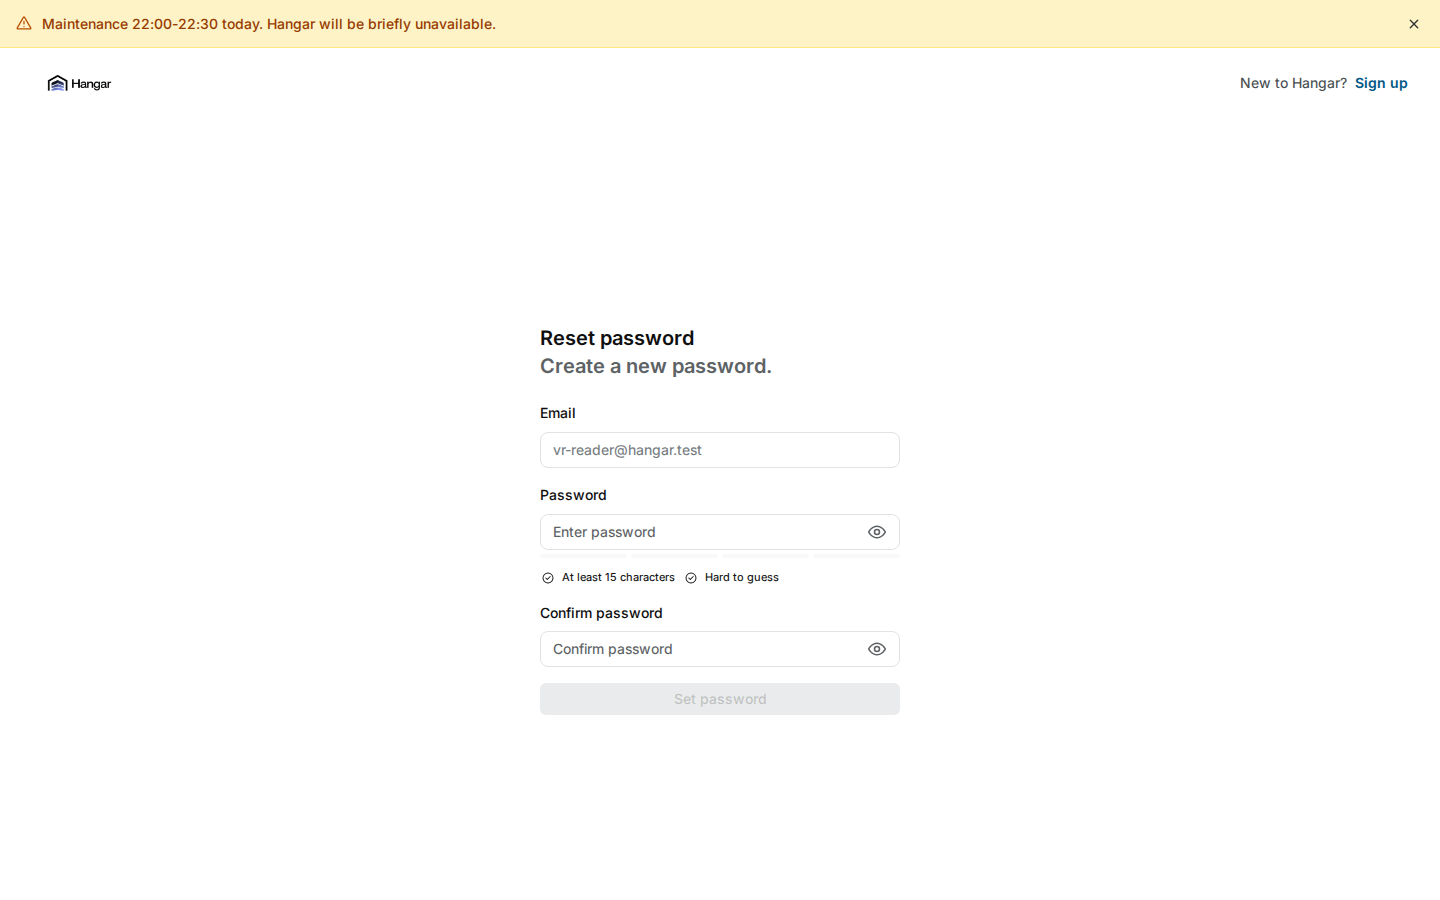 Maintenance 22:00-22:30 today. Hangar will be briefly unavailable.
Hangar
New to Hangar? Sign up
Reset password
Create a new password.
Email
vr-reader@hangar.test
Password
Enter password
At least 15 characters Hard to guess
Confirm password
Confirm password
Set password